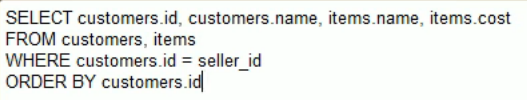 SELECT customers.id, customers.name, items.name, items.cost
FROM customers, items
WHERE customers.id = seller_id
ORDER BY customers.id